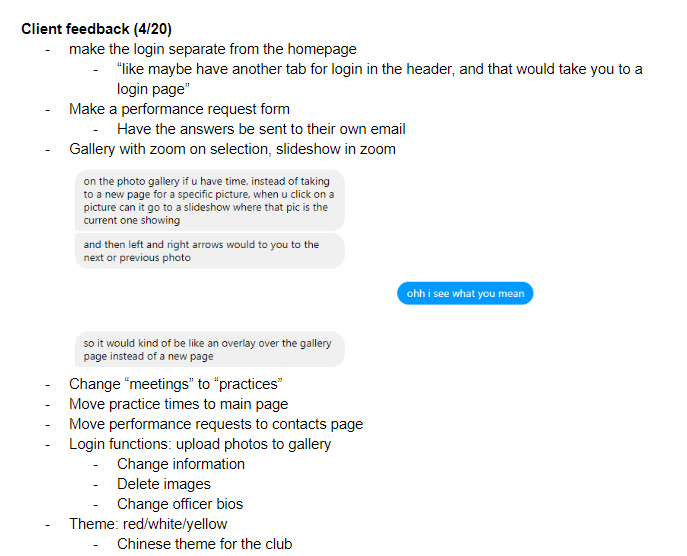 Client feedback (4/20)
- make the login separate from the homepage
- “like maybe have another tab for login in the header, and that would take you to a
login page”
- Make a performance request form
- Have the answers be sent to their own email
- Gallery with zoom on selection, slideshow in zoom
on the photo gallery if u have time, instead of taking
to a new page for a specific picture, when u click on a
picture can it go to a slideshow where that pic is the
current one showing
and then left and right arrows would to you to the
next or previous photo
ohh i see what you mean
so it would kind of be like an overlay over the gallery
page instead of a new page
- Change “meetings” to “practices”
- Move practice times to main page
- Move performance requests to contacts page
- Login functions: upload photos to gallery
- Change information
- Delete images
- Change officer bios
- Theme: red/white/yellow
- Chinese theme for the club